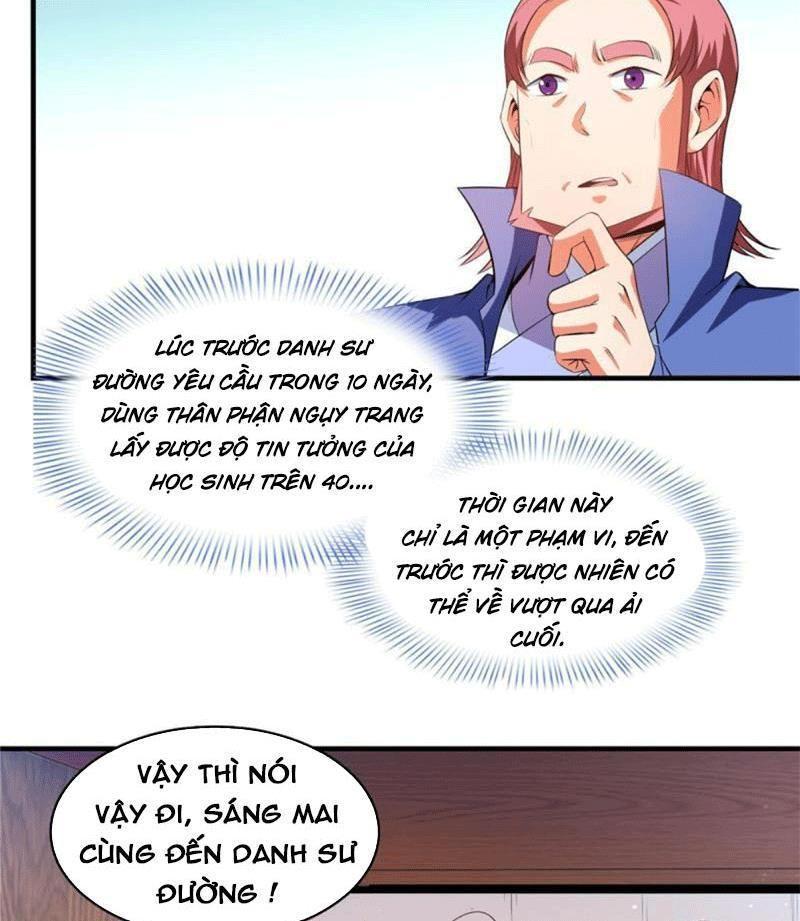 LÚC TRƯỚC DANH SƯ
ĐƯỜNG YÊU CẦU TRONG 10 NGÀY,
DÙNG THÂN PHẬN NGỤY TRANG
LẤY ĐƯỢC ĐỘ TIN TƯỞNG CỦA
HỌC SINH TRÊN 40....
THỜI GIAN NÀY
CHỈ LÀ MỘT PHẠM VI, ĐẾN
TRƯỚC THÌ ĐƯỢC NHIÊN CÓ
THỂ VỀ VƯỢT QUA ẢI
CUỐI.
VẬY THÌ NÓI
VẬY ĐI, SÁNG MAI
CÙNG ĐẾN DANH SƯ
ĐƯỜNG !